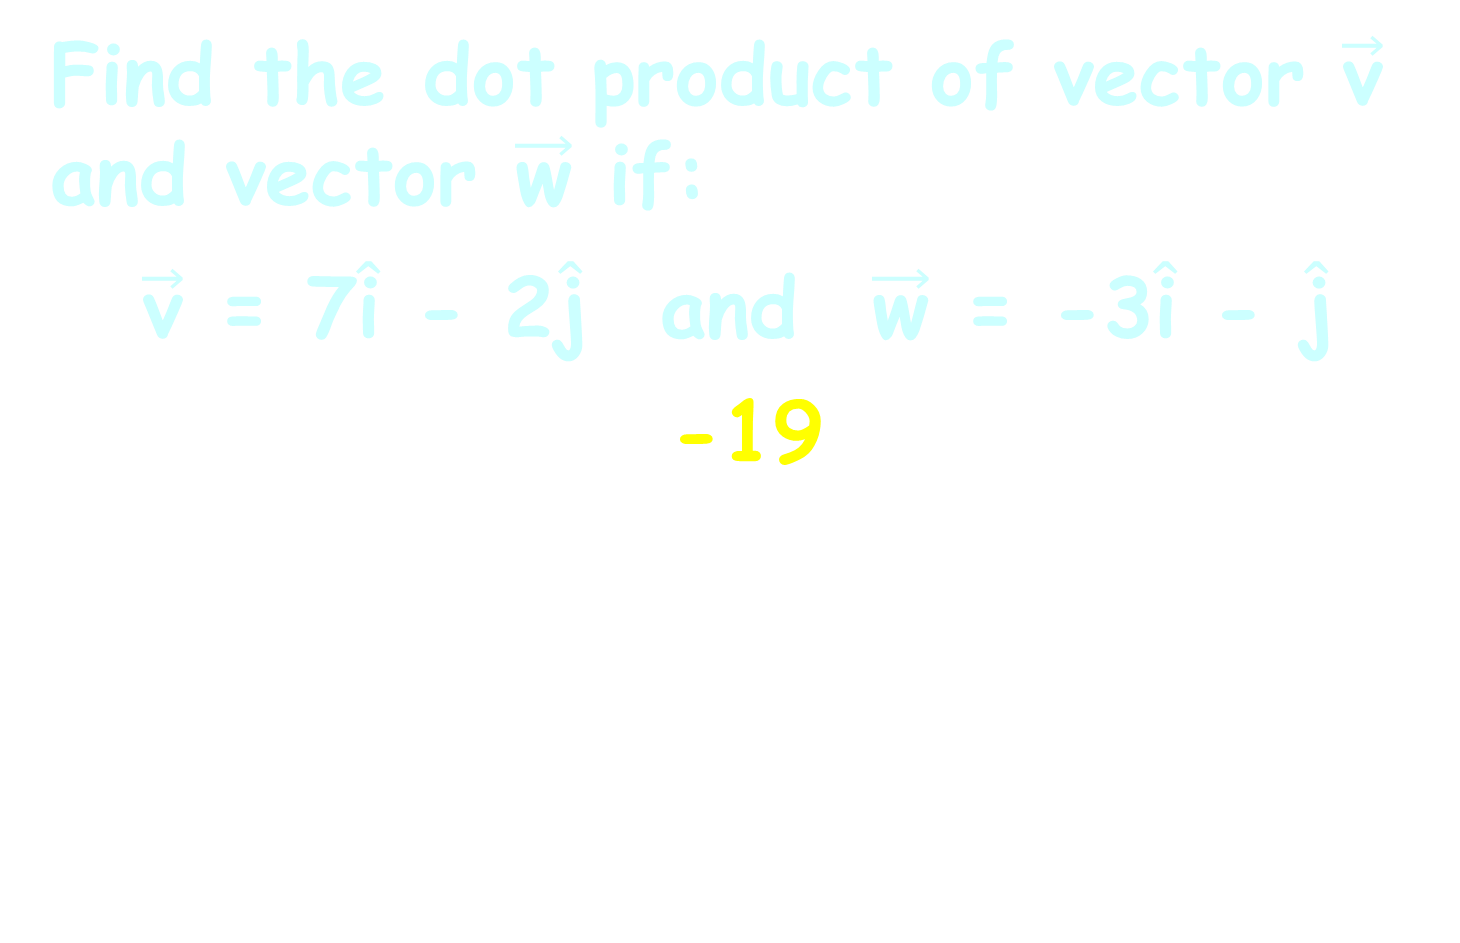 Find the dot product of vector v⃗
and vector w⃗ if:
v⃗ = 7î - 2ĵ and w⃗ = -3î - ĵ
-19